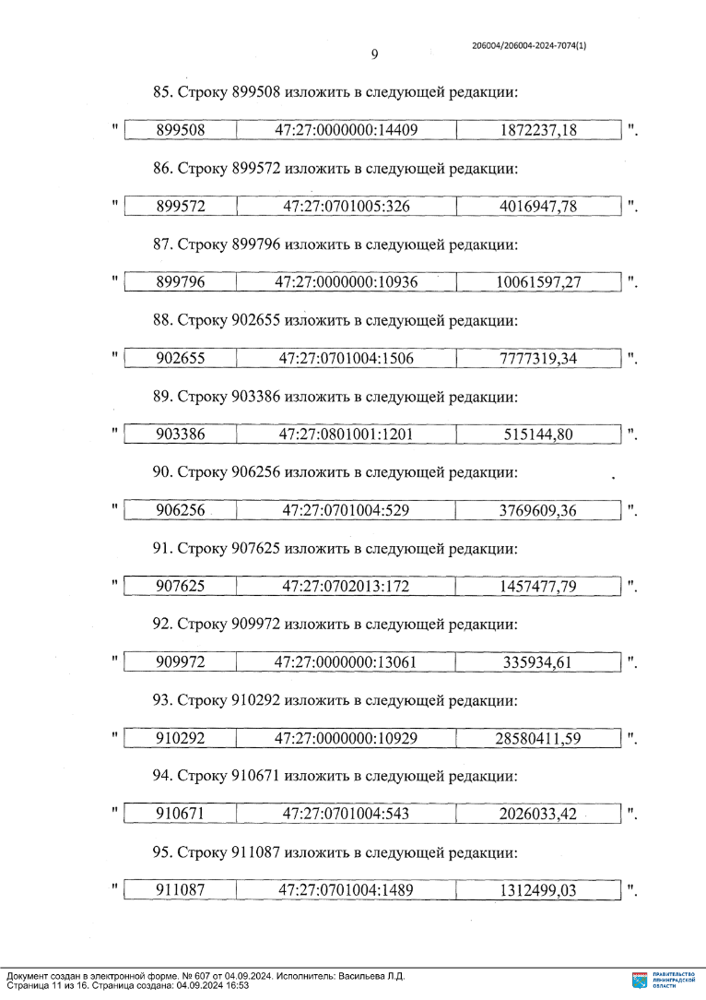 206004/206004-2024-7074(1)
9
85. Строку 899508 изложить в следующей редакции:
" 899508 47:27:0000000:14409 1872237,18 ".
86. Строку 899572 изложить в следующей редакции:
" 899572 47:27:0701005:326 4016947,78 ".
87. Строку 899796 изложить в следующей редакции:
" 899796 47:27:0000000:10936 10061597,27 ".
88. Строку 902655 изложить в следующей редакции:
" 902655 47:27:0701004:1506 7777319,34 ".
89. Строку 903386 изложить в следующей редакции:
" 903386 47:27:0801001:1201 515144,80 ".
90. Строку 906256 изложить в следующей редакции:
" 906256 47:27:0701004:529 3769609,36 ".
91. Строку 907625 изложить в следующей редакции:
" 907625 47:27:0702013:172 1457477,79 ".
92. Строку 909972 изложить в следующей редакции:
" 909972 47:27:0000000:13061 335934,61 ".
93. Строку 910292 изложить в следующей редакции:
" 910292 47:27:0000000:10929 28580411,59 ".
94. Строку 910671 изложить в следующей редакции:
" 910671 47:27:0701004:543 2026033,42 ".
95. Строку 911087 изложить в следующей редакции:
" 911087 47:27:0701004:1489 1312499,03 ".
Документ создан в электронной форме. № 607 от 04.09.2024. Исполнитель: Васильева Л.Д.
Страница 11 из 16. Страница создана: 04.09.2024 16:53
ПРАВИТЕЛЬСТВО
ЛЕНИНГРАДСКОЙ
ОБЛАСТИ